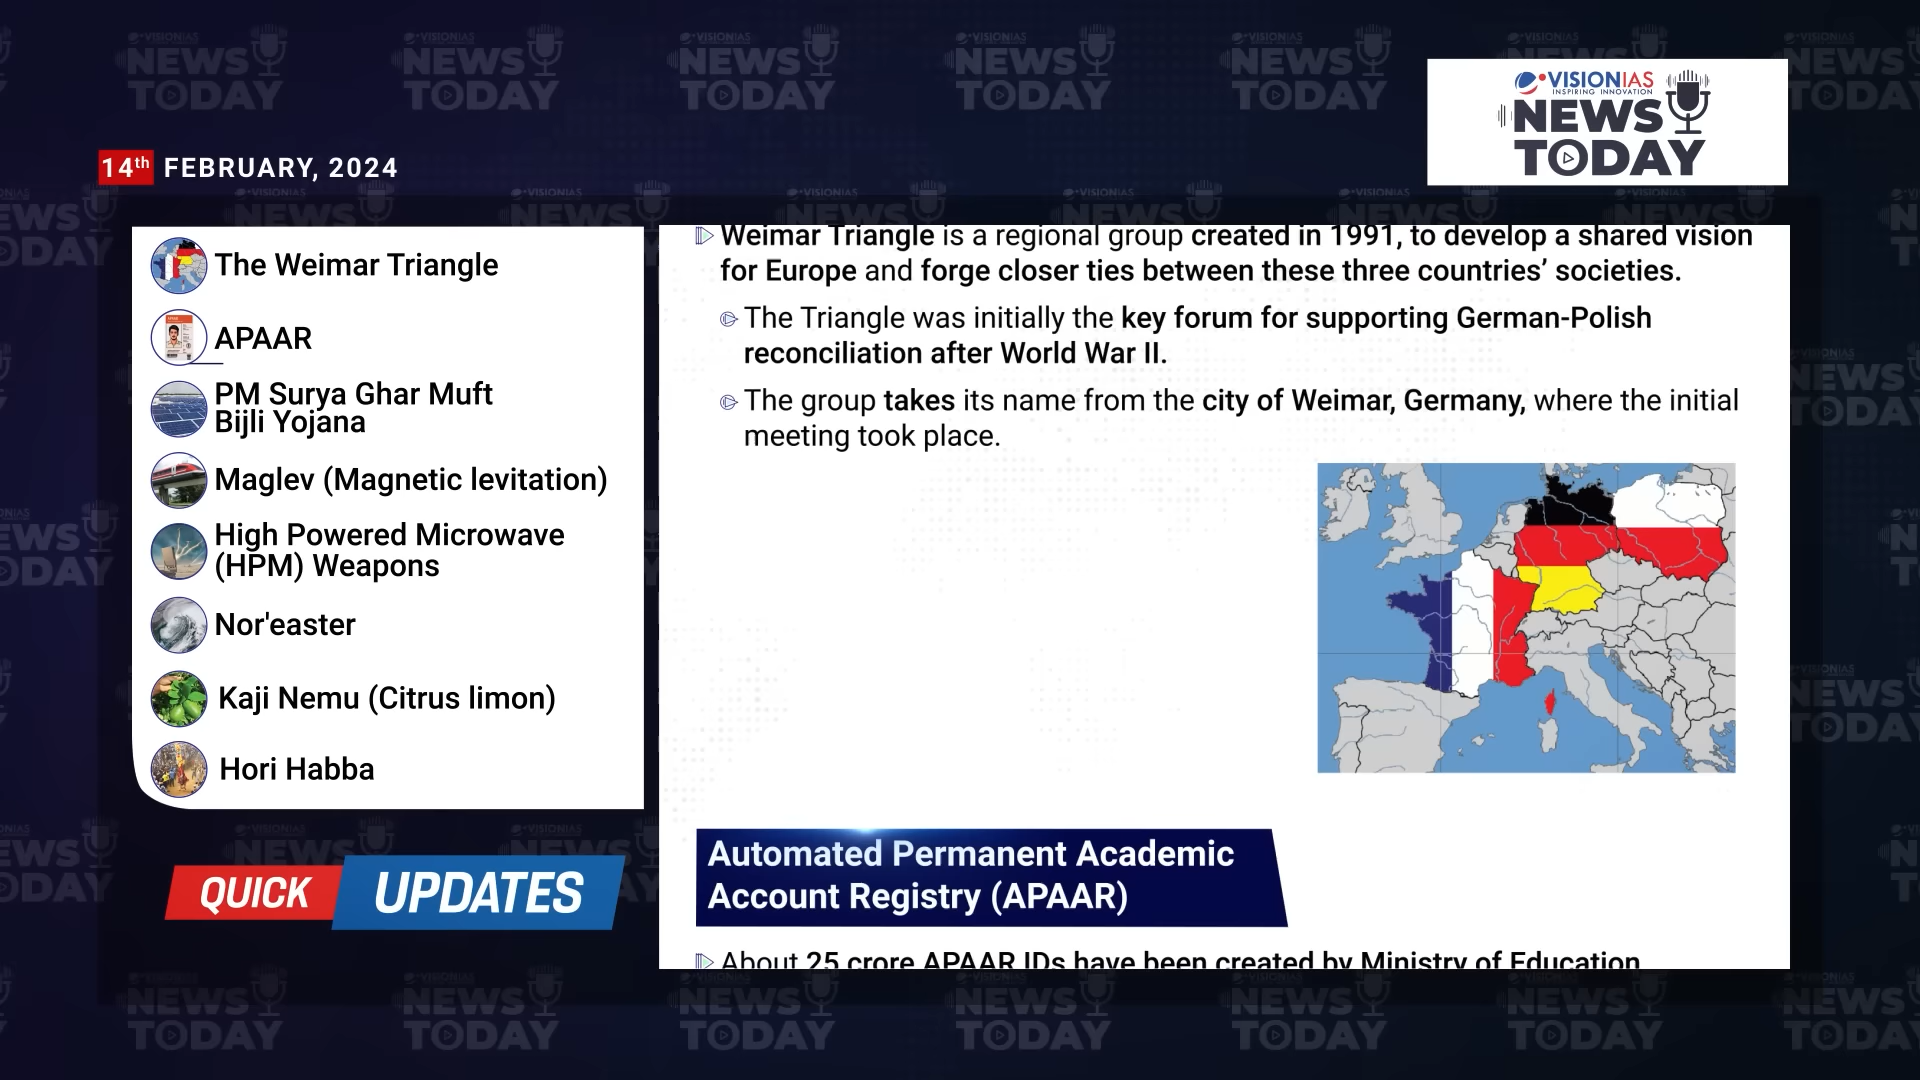 VISIONIAS
INSPIRING INNOVATION
NEWS
TODAY
14th FEBRUARY, 2024
The Weimar Triangle
APAAR
PM Surya Ghar Muft
Bijli Yojana
Maglev (Magnetic levitation)
High Powered Microwave
(HPM) Weapons
Nor'easter
Kaji Nemu (Citrus limon)
Hori Habba
QUICK UPDATES
Weimar Triangle is a regional group created in 1991, to develop a shared vision
for Europe and forge closer ties between these three countries’ societies.
The Triangle was initially the key forum for supporting German-Polish
reconciliation after World War II.
The group takes its name from the city of Weimar, Germany, where the initial
meeting took place.
Automated Permanent Academic
Account Registry (APAAR)
About 25 crore APAAR IDs have been created by Ministry of Education